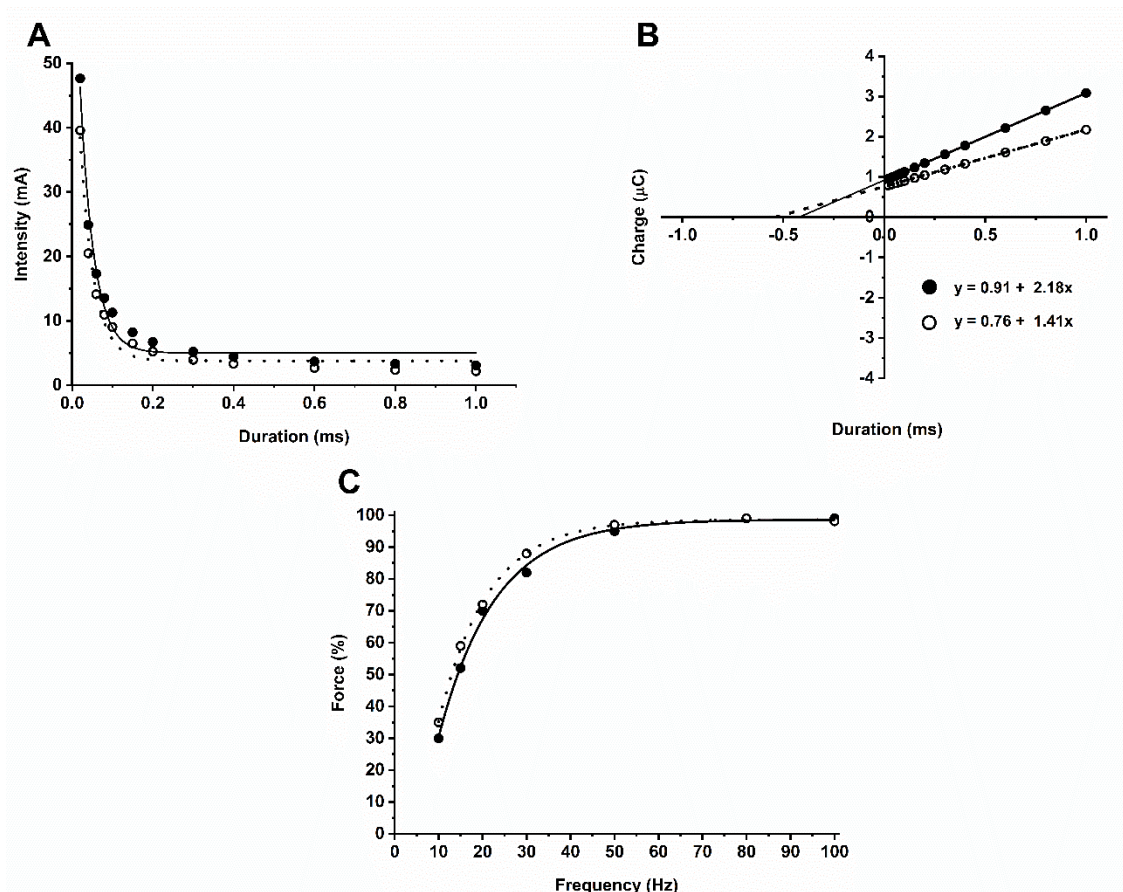 A
50
40
30
20
10
0
Intensity (mA)
0.0 0.2 0.4 0.6 0.8 1.0
Duration (ms)
B
4
3
2
1
0
-1
-2
-3
-4
Charge (µC)
-1.0 -0.5 0.0 0.5 1.0
y = 0.91 + 2.18x
y = 0.76 + 1.41x
Duration (ms)
C
100
90
80
70
60
50
40
30
20
10
0
Force (%)
0 10 20 30 40 50 60 70 80 90 100
Frequency (Hz)